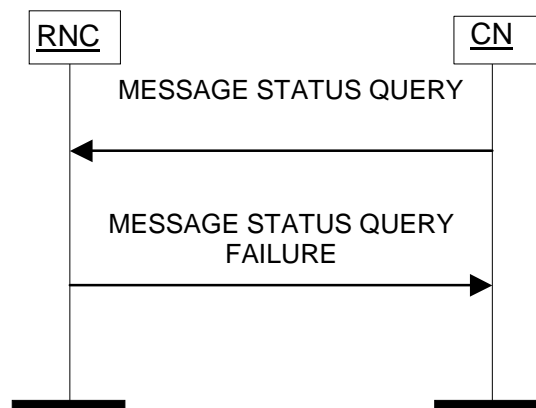 RNC
CN
MESSAGE STATUS QUERY
MESSAGE STATUS QUERY
FAILURE